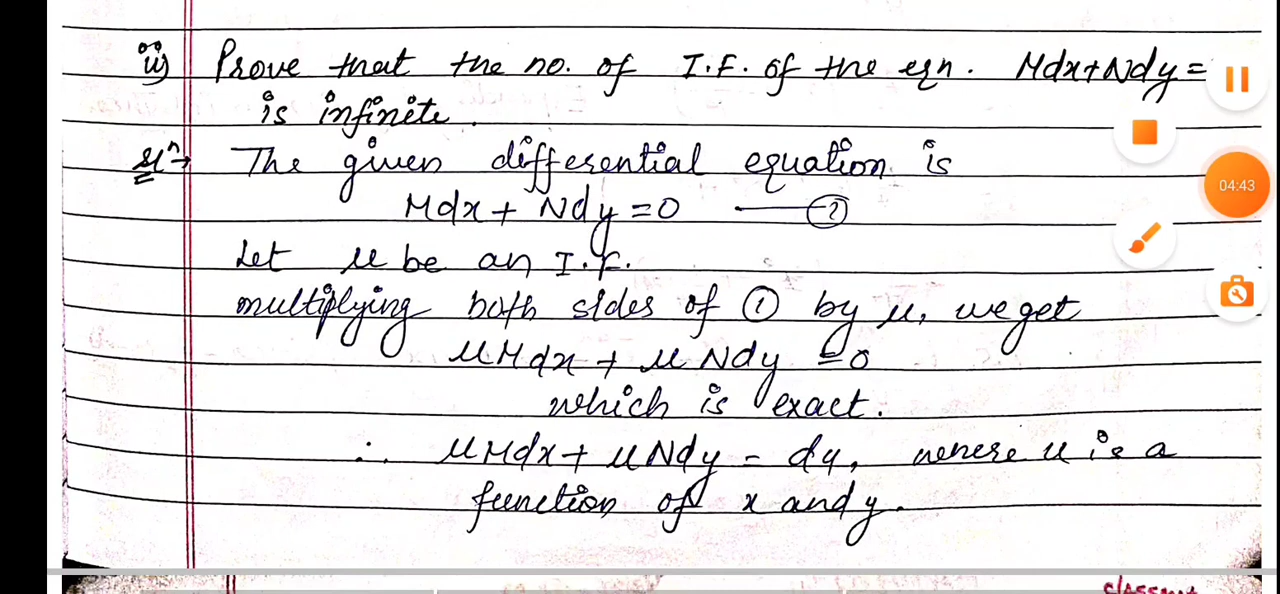 ii) Prove that the no. of I.F. of the eqn. Mdx+Ndy=
is infinite.
Solⁿ→ The given differential equation is
Mdx + Ndy = 0 —— ①
Let μ be an I.F.
multiplying both sides of ① by μ, we get
μMdx + μNdy = 0
which is exact.
∴ μMdx + μNdy = du, where u is a
function of x and y.
04:43
classmate